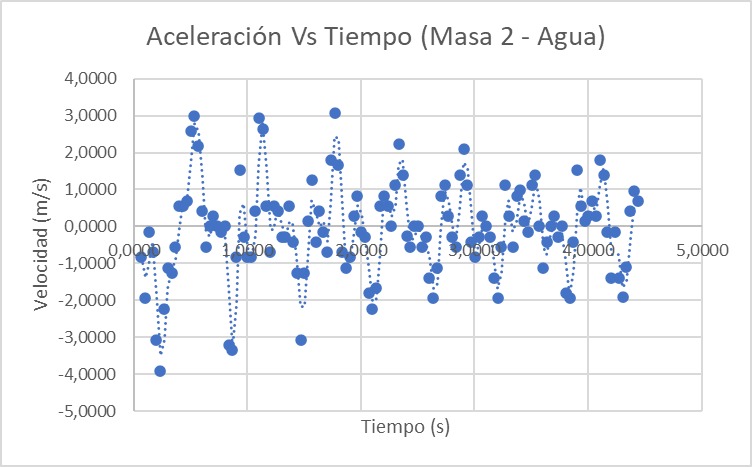 Aceleración Vs Tiempo (Masa 2 - Agua)
4,0000
3,0000
2,0000
1,0000
0,0000
-1,0000
-2,0000
-3,0000
-4,0000
-5,0000
0,0000 1,0000 2,0000 3,0000 4,0000 5,0000
Velocidad (m/s)
Tiempo (s)